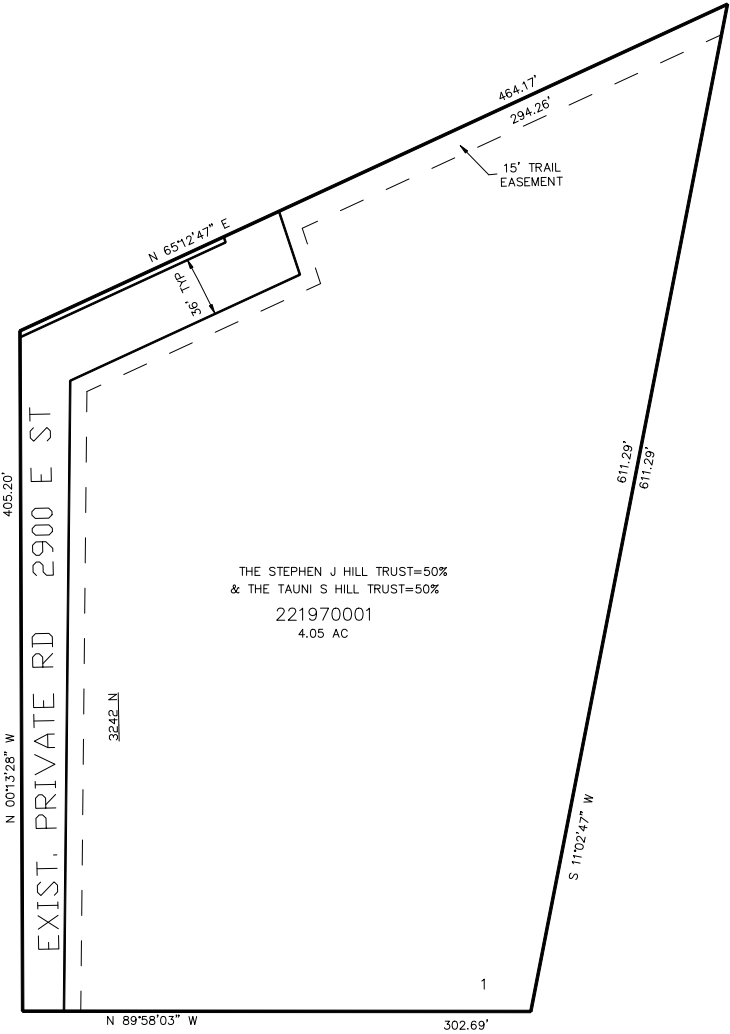 464.17'
294.26'
15' TRAIL
EASEMENT
N 65°12'47" E
36' TYP
405.20'
611.29'
611.29'
THE STEPHEN J HILL TRUST=50%
& THE TAUNI S HILL TRUST=50%
221970001
4.05 AC
EXIST. PRIVATE RD 2900 E ST
3242 N
N 00°13'28" W
S 11°02'47" W
1
N 89°58'03" W
302.69'